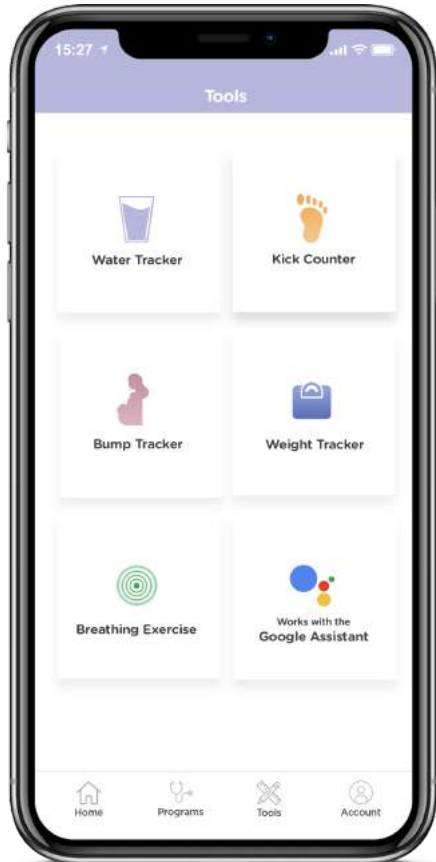 15:27
Tools
Water Tracker
Kick Counter
Bump Tracker
Weight Tracker
Breathing Exercise
Works with the
Google Assistant
Home
Programs
Tools
Account